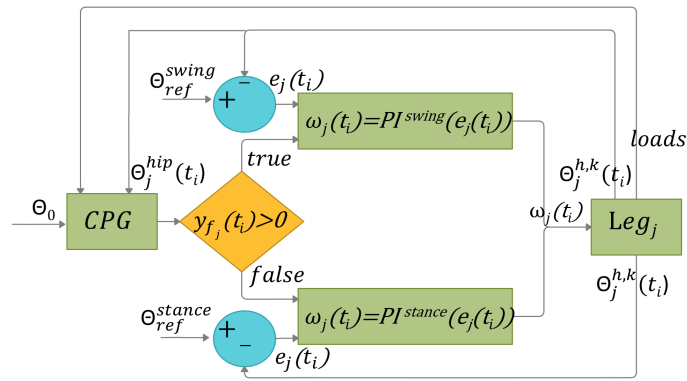 Θ_ref^swing
−
+
e_j(t_i)
ω_j(t_i)=PI^swing(e_j(t_i))
loads
true
Θ_j^hip(t_i)
Θ_j^h,k(t_i)
Θ_0
CPG
y_f_j(t_i)>0
ω_j(t_i)
Leg_j
false
Θ_j^h,k(t_i)
Θ_ref^stance
+
−
ω_j(t_i)=PI^stance(e_j(t_i))
e_j(t_i)